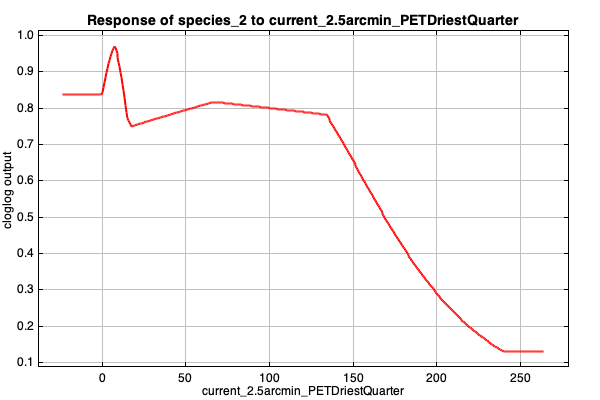 Response of species_2 to current_2.5arcmin_PETDriestQuarter
1.0
0.9
0.8
0.7
0.6
0.5
0.4
0.3
0.2
0.1
cloglog output
0 50 100 150 200 250
current_2.5arcmin_PETDriestQuarter